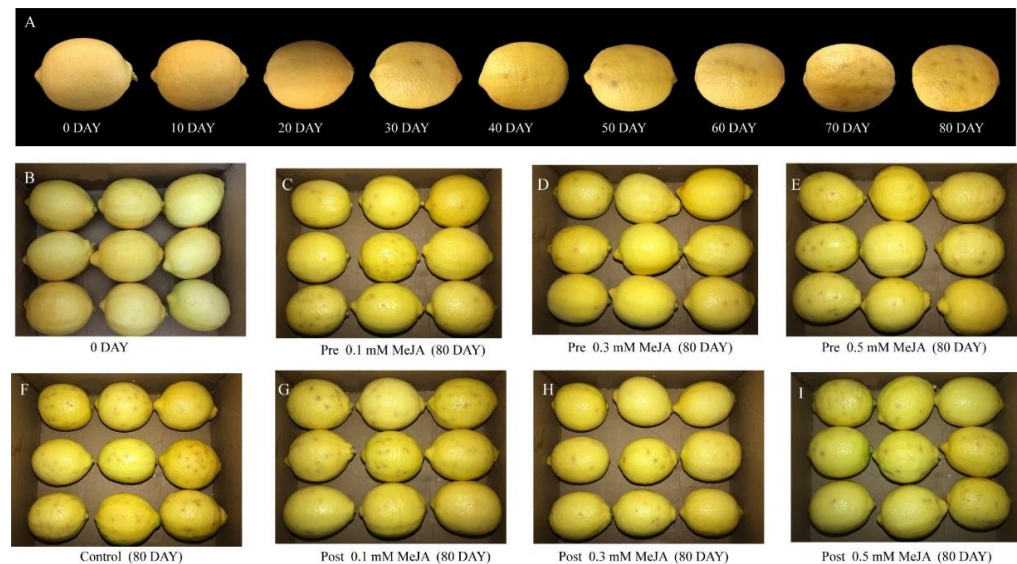 A
0 DAY 10 DAY 20 DAY 30 DAY 40 DAY 50 DAY 60 DAY 70 DAY 80 DAY
B C D E
0 DAY Pre 0.1 mM MeJA (80 DAY) Pre 0.3 mM MeJA (80 DAY) Pre 0.5 mM MeJA (80 DAY)
F G H I
Control (80 DAY) Post 0.1 mM MeJA (80 DAY) Post 0.3 mM MeJA (80 DAY) Post 0.5 mM MeJA (80 DAY)